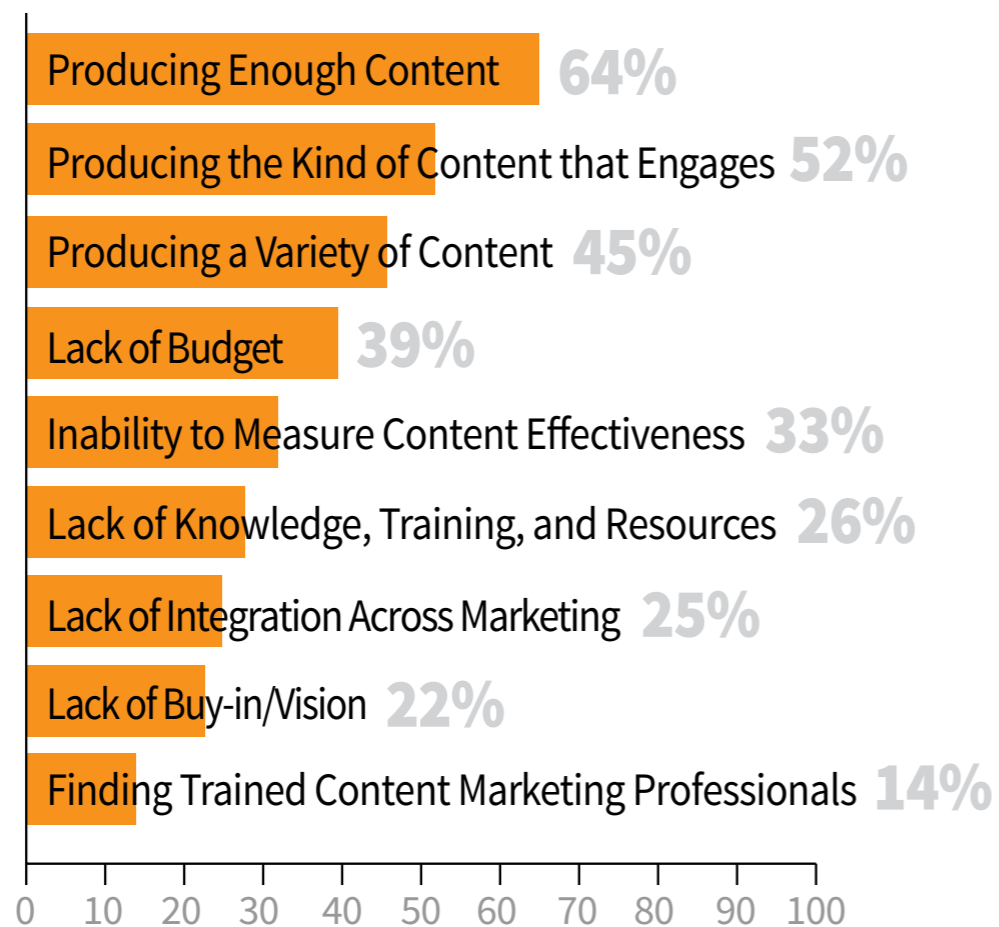 Producing Enough Content 64%
Producing the Kind of Content that Engages 52%
Producing a Variety of Content 45%
Lack of Budget 39%
Inability to Measure Content Effectiveness 33%
Lack of Knowledge, Training, and Resources 26%
Lack of Integration Across Marketing 25%
Lack of Buy-in/Vision 22%
Finding Trained Content Marketing Professionals 14%
0 10 20 30 40 50 60 70 80 90 100